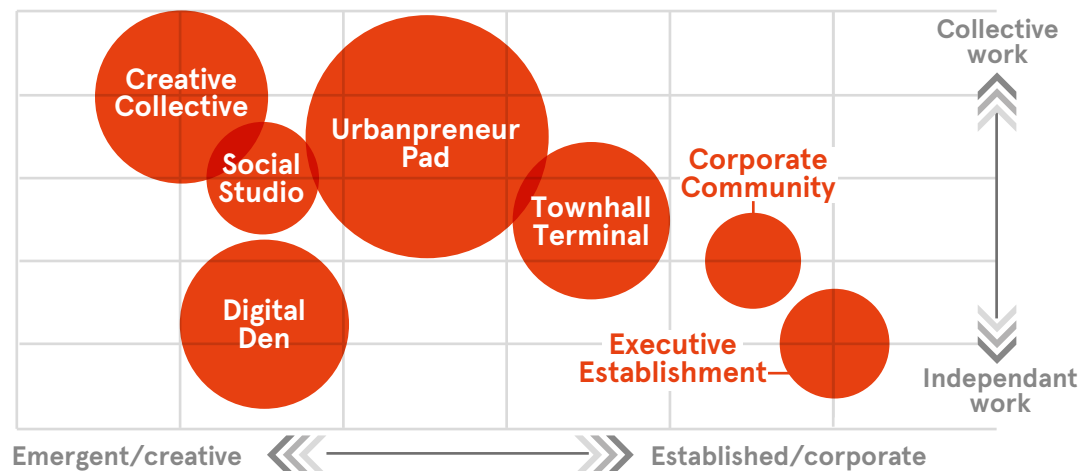 Collective
work
Creative
Collective
Urbanpreneur
Pad
Social
Studio
Corporate
Community
Townhall
Terminal
Digital
Den
Executive
Establishment
Independant
work
Emergent/creative
Established/corporate